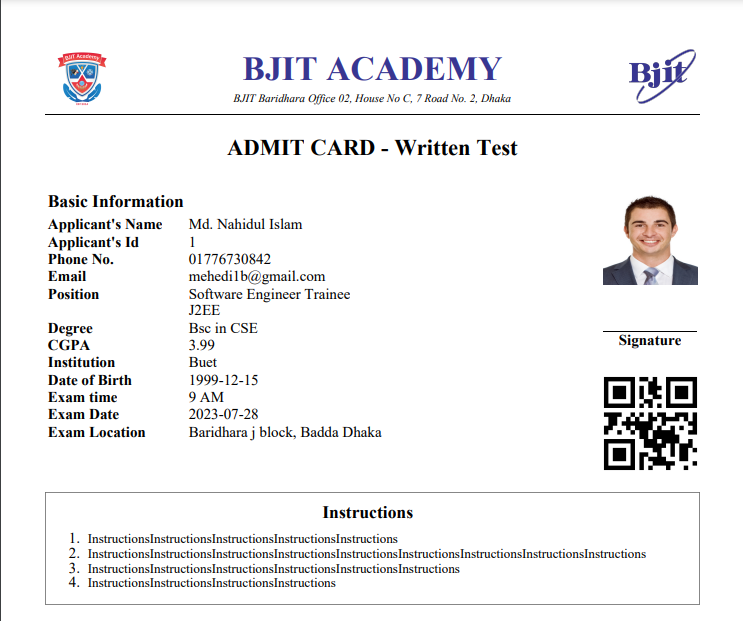 BJIT Academy
BJIT ACADEMY
BJIT Baridhara Office 02, House No C, 7 Road No. 2, Dhaka
Bjit
ADMIT CARD - Written Test
Basic Information
Applicant's Name Md. Nahidul Islam
Applicant's Id 1
Phone No. 01776730842
Email mehedi1b@gmail.com
Position Software Engineer Trainee
J2EE
Degree Bsc in CSE
CGPA 3.99
Institution Buet
Date of Birth 1999-12-15
Exam time 9 AM
Exam Date 2023-07-28
Exam Location Baridhara j block, Badda Dhaka
Signature
Instructions
1. InstructionsInstructionsInstructionsInstructionsInstructions
2. InstructionsInstructionsInstructionsInstructionsInstructionsInstructionsInstructionsInstructionsInstructions
3. InstructionsInstructionsInstructionsInstructionsInstructionsInstructions
4. InstructionsInstructionsInstructionsInstructions